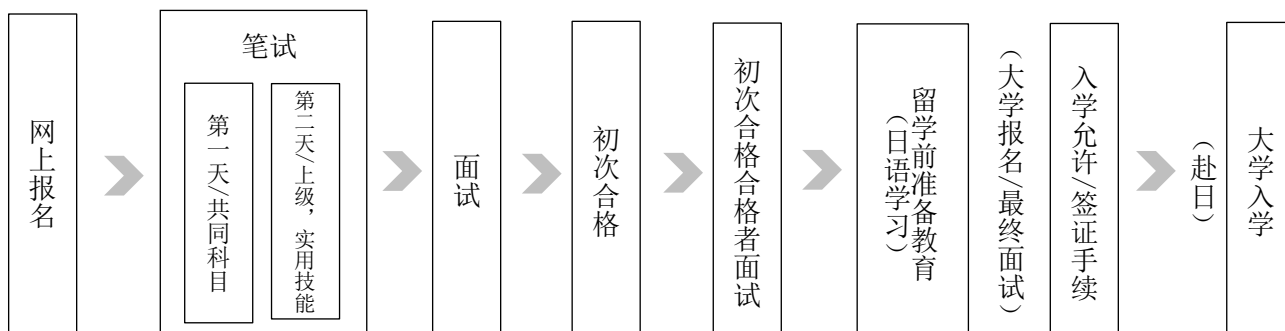 网上报名
笔试
第一天/共同科目
第二天/上级，实用技能
面试
初次合格
初次合格合格者面试
留学前准备教育
(日语学习)
(大学报名/最终面试)
入学允许/签证手续
(赴日)
大学入学